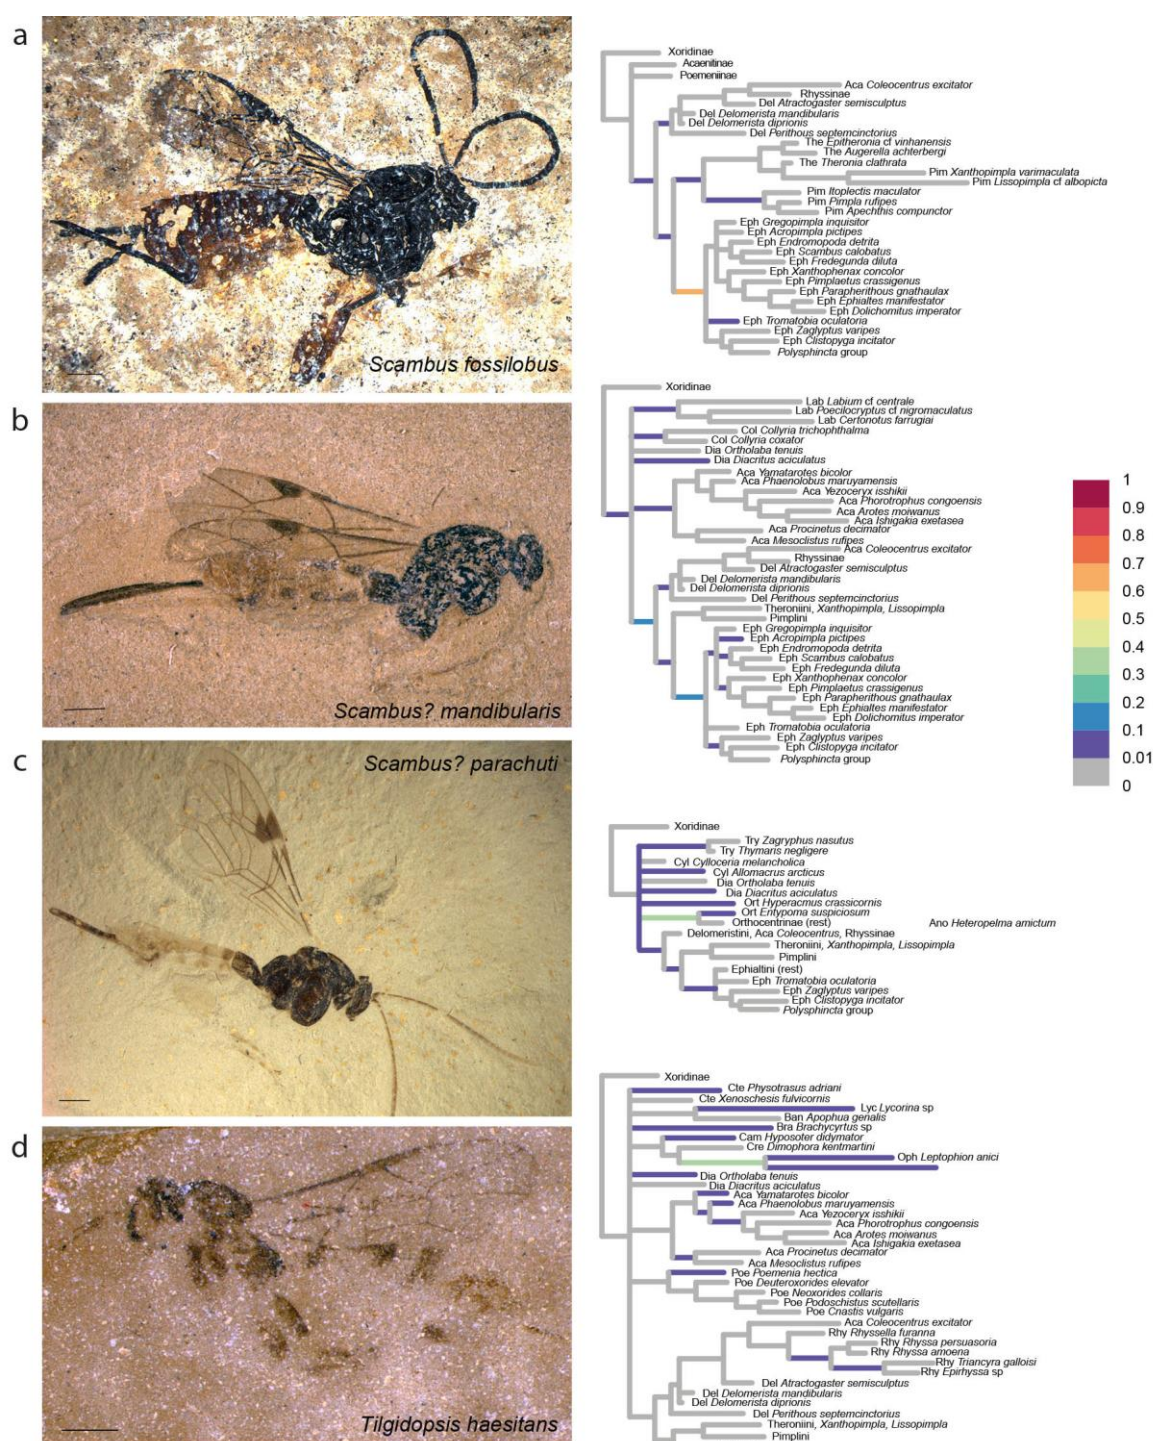 a
Scambus fossilobus
Xoridinae
Acaenitinae
Poemeniinae
Aca Coleocentrus excitator
Rhyssinae
Del Atractogaster semisculptus
Del Delomerista mandibularis
Del Delomerista diprionis
Del Perithous septemcinctorius
The Epitheronia cf vinhanensis
The Augerella achterbergi
The Theronia clathrata
Pim Xanthopimpla varimaculata
Pim Lissopimpla cf albopicta
Pim Itoplectis maculator
Pim Pimpla rufipes
Pim Apechthis compunctor
Eph Gregopimpla inquisitor
Eph Acropimpla pictipes
Eph Endromopoda detrita
Eph Scambus calobatus
Eph Fredegunda diluta
Eph Xanthophenax concolor
Eph Pimplaetus crassigenus
Eph Parapherithous gnathaulax
Eph Ephialtes manifestator
Eph Dolichomitus imperator
Eph Tromatobia oculatoria
Eph Zaglyptus varipes
Eph Clistopyga incitator
Polysphincta group
b
Scambus? mandibularis
Xoridinae
Lab Labium cf centrale
Lab Poecilocryptus cf nigromaculatus
Lab Certonotus farrugiai
Col Collyria trichophthalma
Col Collyria coxator
Dia Ortholaba tenuis
Dia Diacritus aciculatus
Aca Yamatarotes bicolor
Aca Phaenolobus maruyamensis
Aca Yezoceryx isshikii
Aca Phorotrophus congoensis
Aca Arotes moiwanus
Aca Ishigakia exetasea
Aca Procinetus decimator
Aca Mesoclistus rufipes
Aca Coleocentrus excitator
Rhyssinae
Del Atractogaster semisculptus
Del Delomerista mandibularis
Del Delomerista diprionis
Del Perithous septemcinctorius
Theroniini, Xanthopimpla, Lissopimpla
Pimplini
Eph Gregopimpla inquisitor
Eph Acropimpla pictipes
Eph Endromopoda detrita
Eph Scambus calobatus
Eph Fredegunda diluta
Eph Xanthophenax concolor
Eph Pimplaetus crassigenus
Eph Parapherithous gnathaulax
Eph Ephialtes manifestator
Eph Dolichomitus imperator
Eph Tromatobia oculatoria
Eph Zaglyptus varipes
Eph Clistopyga incitator
Polysphincta group
1
0.9
0.8
0.7
0.6
0.5
0.4
0.3
0.2
0.1
0.01
0
c
Scambus? parachuti
Xoridinae
Try Zagryphus nasutus
Try Thymaris negligere
Cyl Cylloceria melancholica
Cyl Allomacrus arcticus
Dia Ortholaba tenuis
Dia Diacritus aciculatus
Ort Hyperacmus crassicornis
Ort Entypoma suspiciosum
Orthocentrinae (rest)
Ano Heteropelma amictum
Delomeristini, Aca Coleocentrus, Rhyssinae
Theroniini, Xanthopimpla, Lissopimpla
Pimplini
Ephialtini (rest)
Eph Tromatobia oculatoria
Eph Zaglyptus varipes
Eph Clistopyga incitator
Polysphincta group
d
Tilgidopsis haesitans
Xoridinae
Cte Physotrasus adriani
Cte Xenoschesis fulvicornis
Lyc Lycorina sp
Ban Apophua genalis
Bra Brachycyrtus sp
Cam Hyposoter didymator
Cre Dimophora kentmartini
Oph Leptophion anici
Dia Ortholaba tenuis
Dia Diacritus aciculatus
Aca Yamatarotes bicolor
Aca Phaenolobus maruyamensis
Aca Yezoceryx isshikii
Aca Phorotrophus congoensis
Aca Arotes moiwanus
Aca Ishigakia exetasea
Aca Procinetus decimator
Aca Mesoclistus rufipes
Poe Poemenia hectica
Poe Deuteroxorides elevator
Poe Neoxorides collaris
Poe Podoschistus scutellaris
Poe Cnastis vulgaris
Aca Coleocentrus excitator
Rhy Rhyssella furanna
Rhy Rhyssa persuasoria
Rhy Rhyssa amoena
Rhy Triancyra galloisi
Rhy Epirhyssa sp
Del Atractogaster semisculptus
Del Delomerista mandibularis
Del Delomerista diprionis
Del Perithous septemcinctorius
Theroniini, Xanthopimpla, Lissopimpla
Pimplini